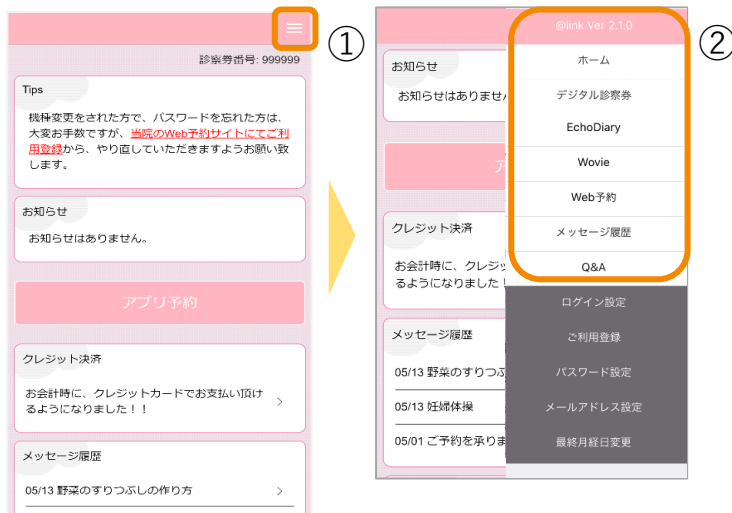 ①
診察券番号: 999999
Tips
機種変更をされた方で、パスワードを忘れた方は、
大変お手数ですが、当院のWeb予約サイトにてご利
用登録から、やり直していただきますようお願い致
します。
お知らせ
お知らせはありません。
アプリ予約
クレジット決済
お会計時に、クレジットカードでお支払い頂け
るようになりました！！
メッセージ履歴
05/13 野菜のすりつぶしの作り方
②
お知らせ
お知らせはありませ
ア
クレジット決済
お会計時に、クレジッ
るようになりました
メッセージ履歴
05/13 野菜のすりつぶ
05/13 妊婦体操
05/01 ご予約を承りま
@link Ver 2.1.0
ホーム
デジタル診察券
EchoDiary
Wovie
Web予約
メッセージ履歴
Q&A
ログイン設定
ご利用登録
パスワード設定
メールアドレス設定
最終月経日変更